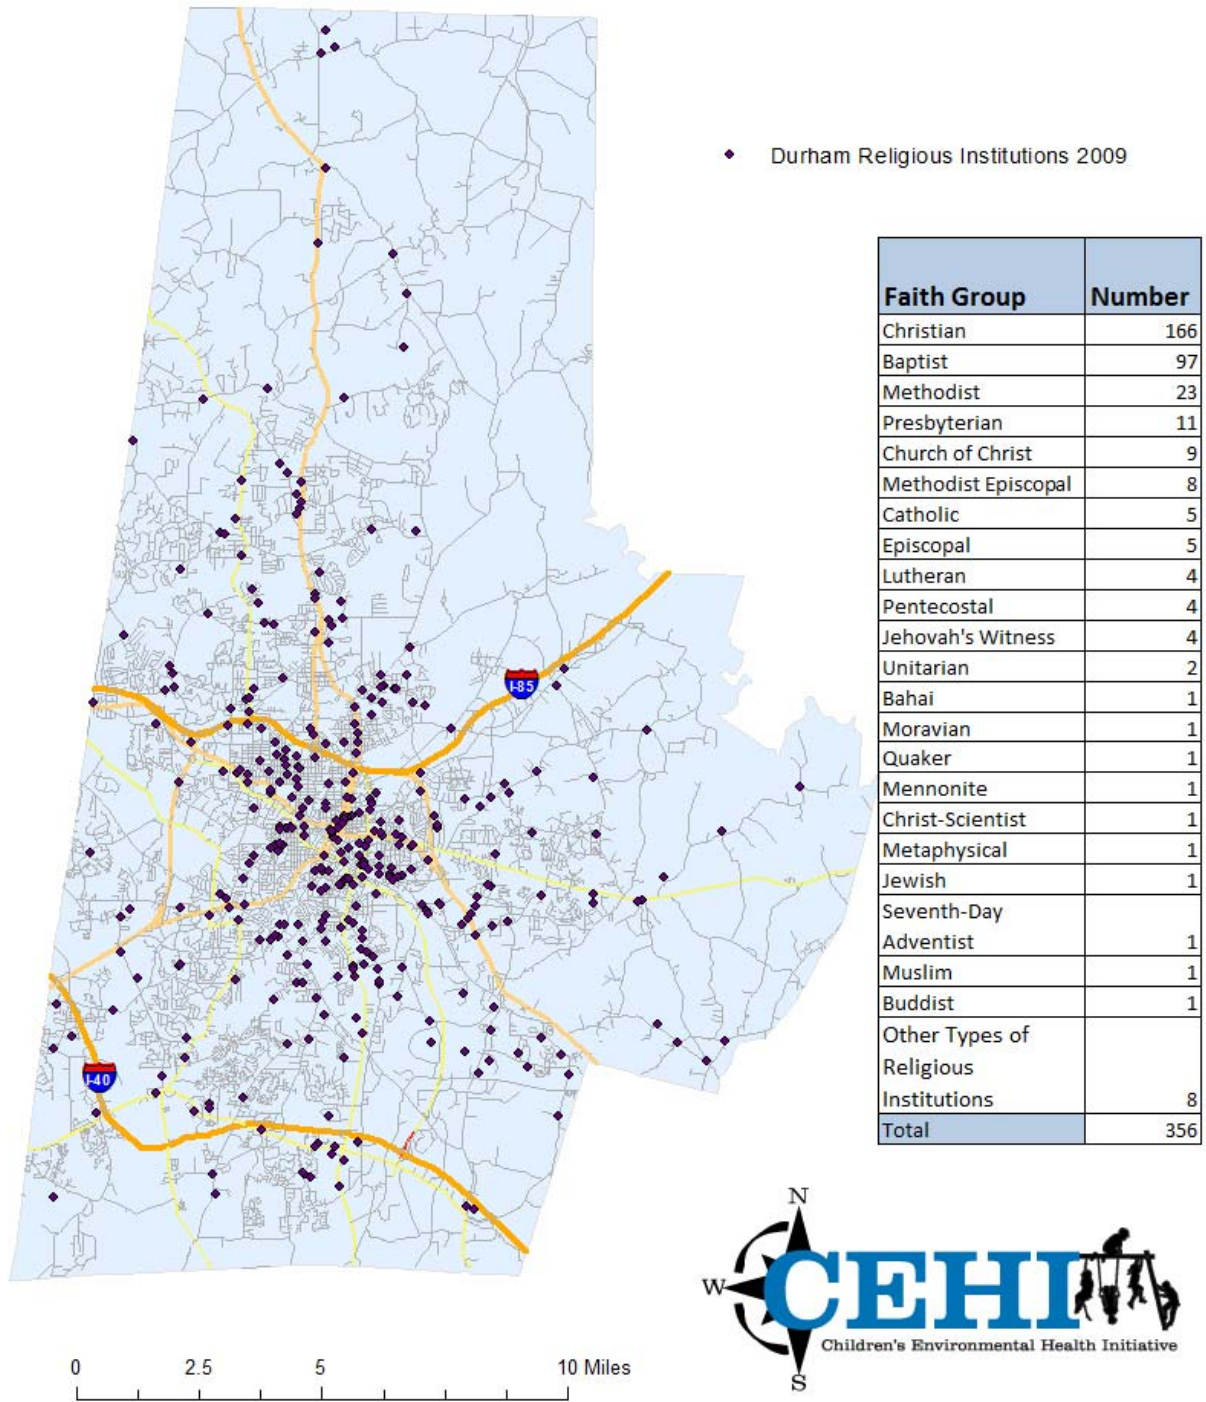 Durham Religious Institutions 2009
Faith Group Number
Christian 166
Baptist 97
Methodist 23
Presbyterian 11
Church of Christ 9
Methodist Episcopal 8
Catholic 5
Episcopal 5
Lutheran 4
Pentecostal 4
Jehovah's Witness 4
Unitarian 2
Bahai 1
Moravian 1
Quaker 1
Mennonite 1
Christ-Scientist 1
Metaphysical 1
Jewish 1
Seventh-Day
Adventist 1
Muslim 1
Buddist 1
Other Types of
Religious
Institutions 8
Total 356
I-85
I-40
N
W
CEHI
Children's Environmental Health Initiative
S
0 2.5 5 10 Miles